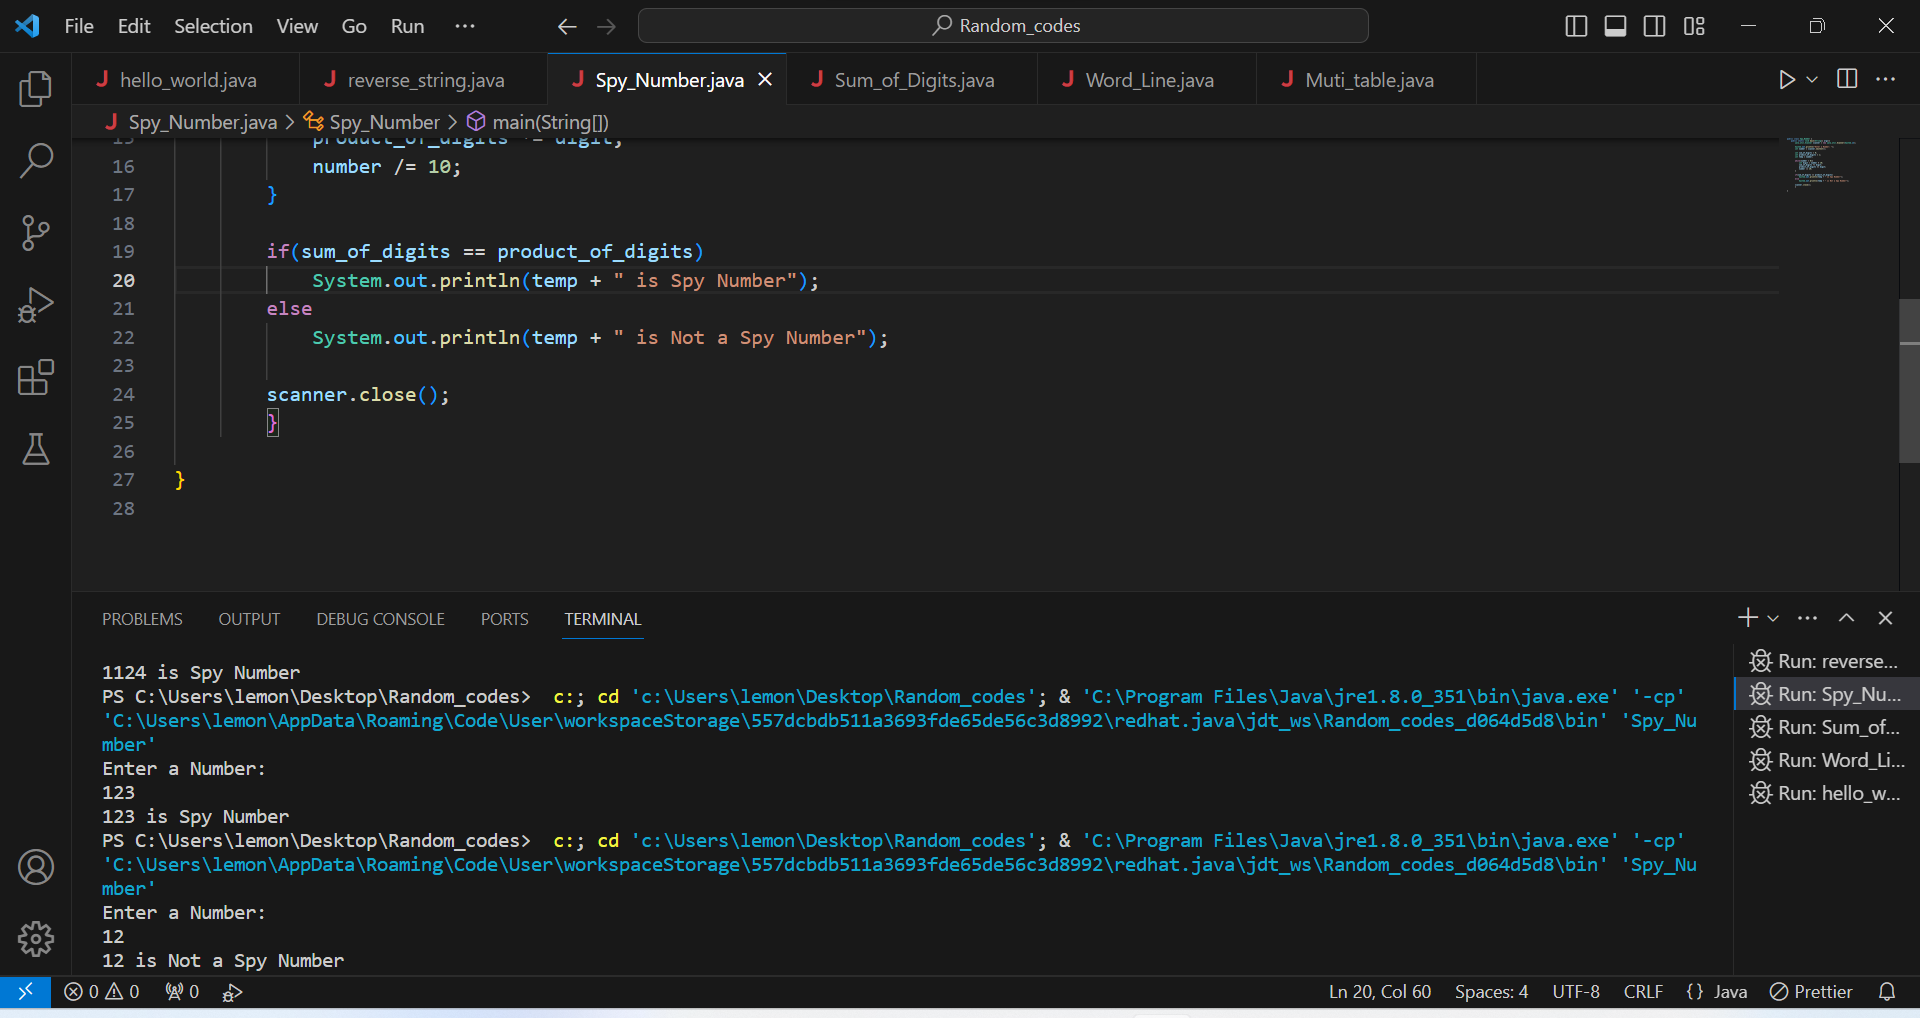 File Edit Selection View Go Run ··· Random_codes
hello_world.java reverse_string.java Spy_Number.java Sum_of_Digits.java Word_Line.java Muti_table.java
Spy_Number.java > Spy_Number > main(String[])
15 product_of_digits *= digit;
16 number /= 10;
17 }
18
19 if(sum_of_digits == product_of_digits)
20 System.out.println(temp + " is Spy Number");
21 else
22 System.out.println(temp + " is Not a Spy Number");
23
24 scanner.close();
25 }
26
27 }
28
PROBLEMS OUTPUT DEBUG CONSOLE PORTS TERMINAL
1124 is Spy Number
PS C:\Users\lemon\Desktop\Random_codes> c:; cd 'c:\Users\lemon\Desktop\Random_codes'; & 'C:\Program Files\Java\jre1.8.0_351\bin\java.exe' '-cp'
'C:\Users\lemon\AppData\Roaming\Code\User\workspaceStorage\557dcbdb511a3693fde65de56c3d8992\redhat.java\jdt_ws\Random_codes_d064d5d8\bin' 'Spy_Nu
mber'
Enter a Number:
123
123 is Spy Number
PS C:\Users\lemon\Desktop\Random_codes> c:; cd 'c:\Users\lemon\Desktop\Random_codes'; & 'C:\Program Files\Java\jre1.8.0_351\bin\java.exe' '-cp'
'C:\Users\lemon\AppData\Roaming\Code\User\workspaceStorage\557dcbdb511a3693fde65de56c3d8992\redhat.java\jdt_ws\Random_codes_d064d5d8\bin' 'Spy_Nu
mber'
Enter a Number:
12
12 is Not a Spy Number
Run: reverse...
Run: Spy_Nu...
Run: Sum_of...
Run: Word_Li...
Run: hello_w...
0 0 0 Ln 20, Col 60 Spaces: 4 UTF-8 CRLF {} Java Prettier